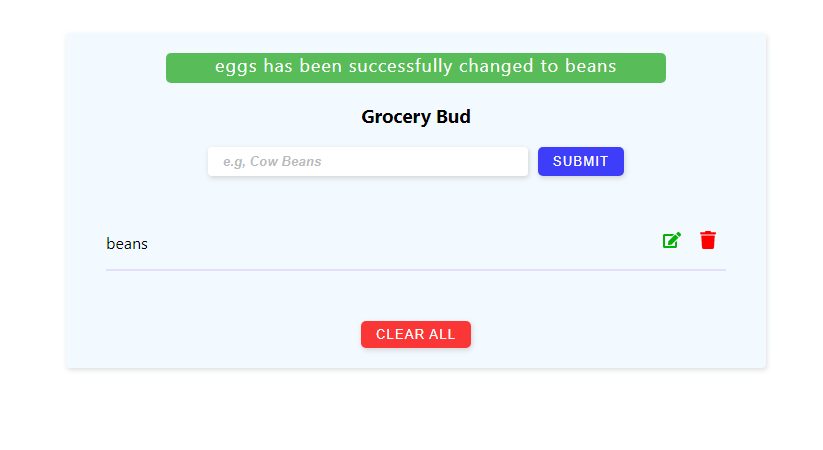 eggs has been successfully changed to beans
Grocery Bud
e.g, Cow Beans
SUBMIT
beans
CLEAR ALL